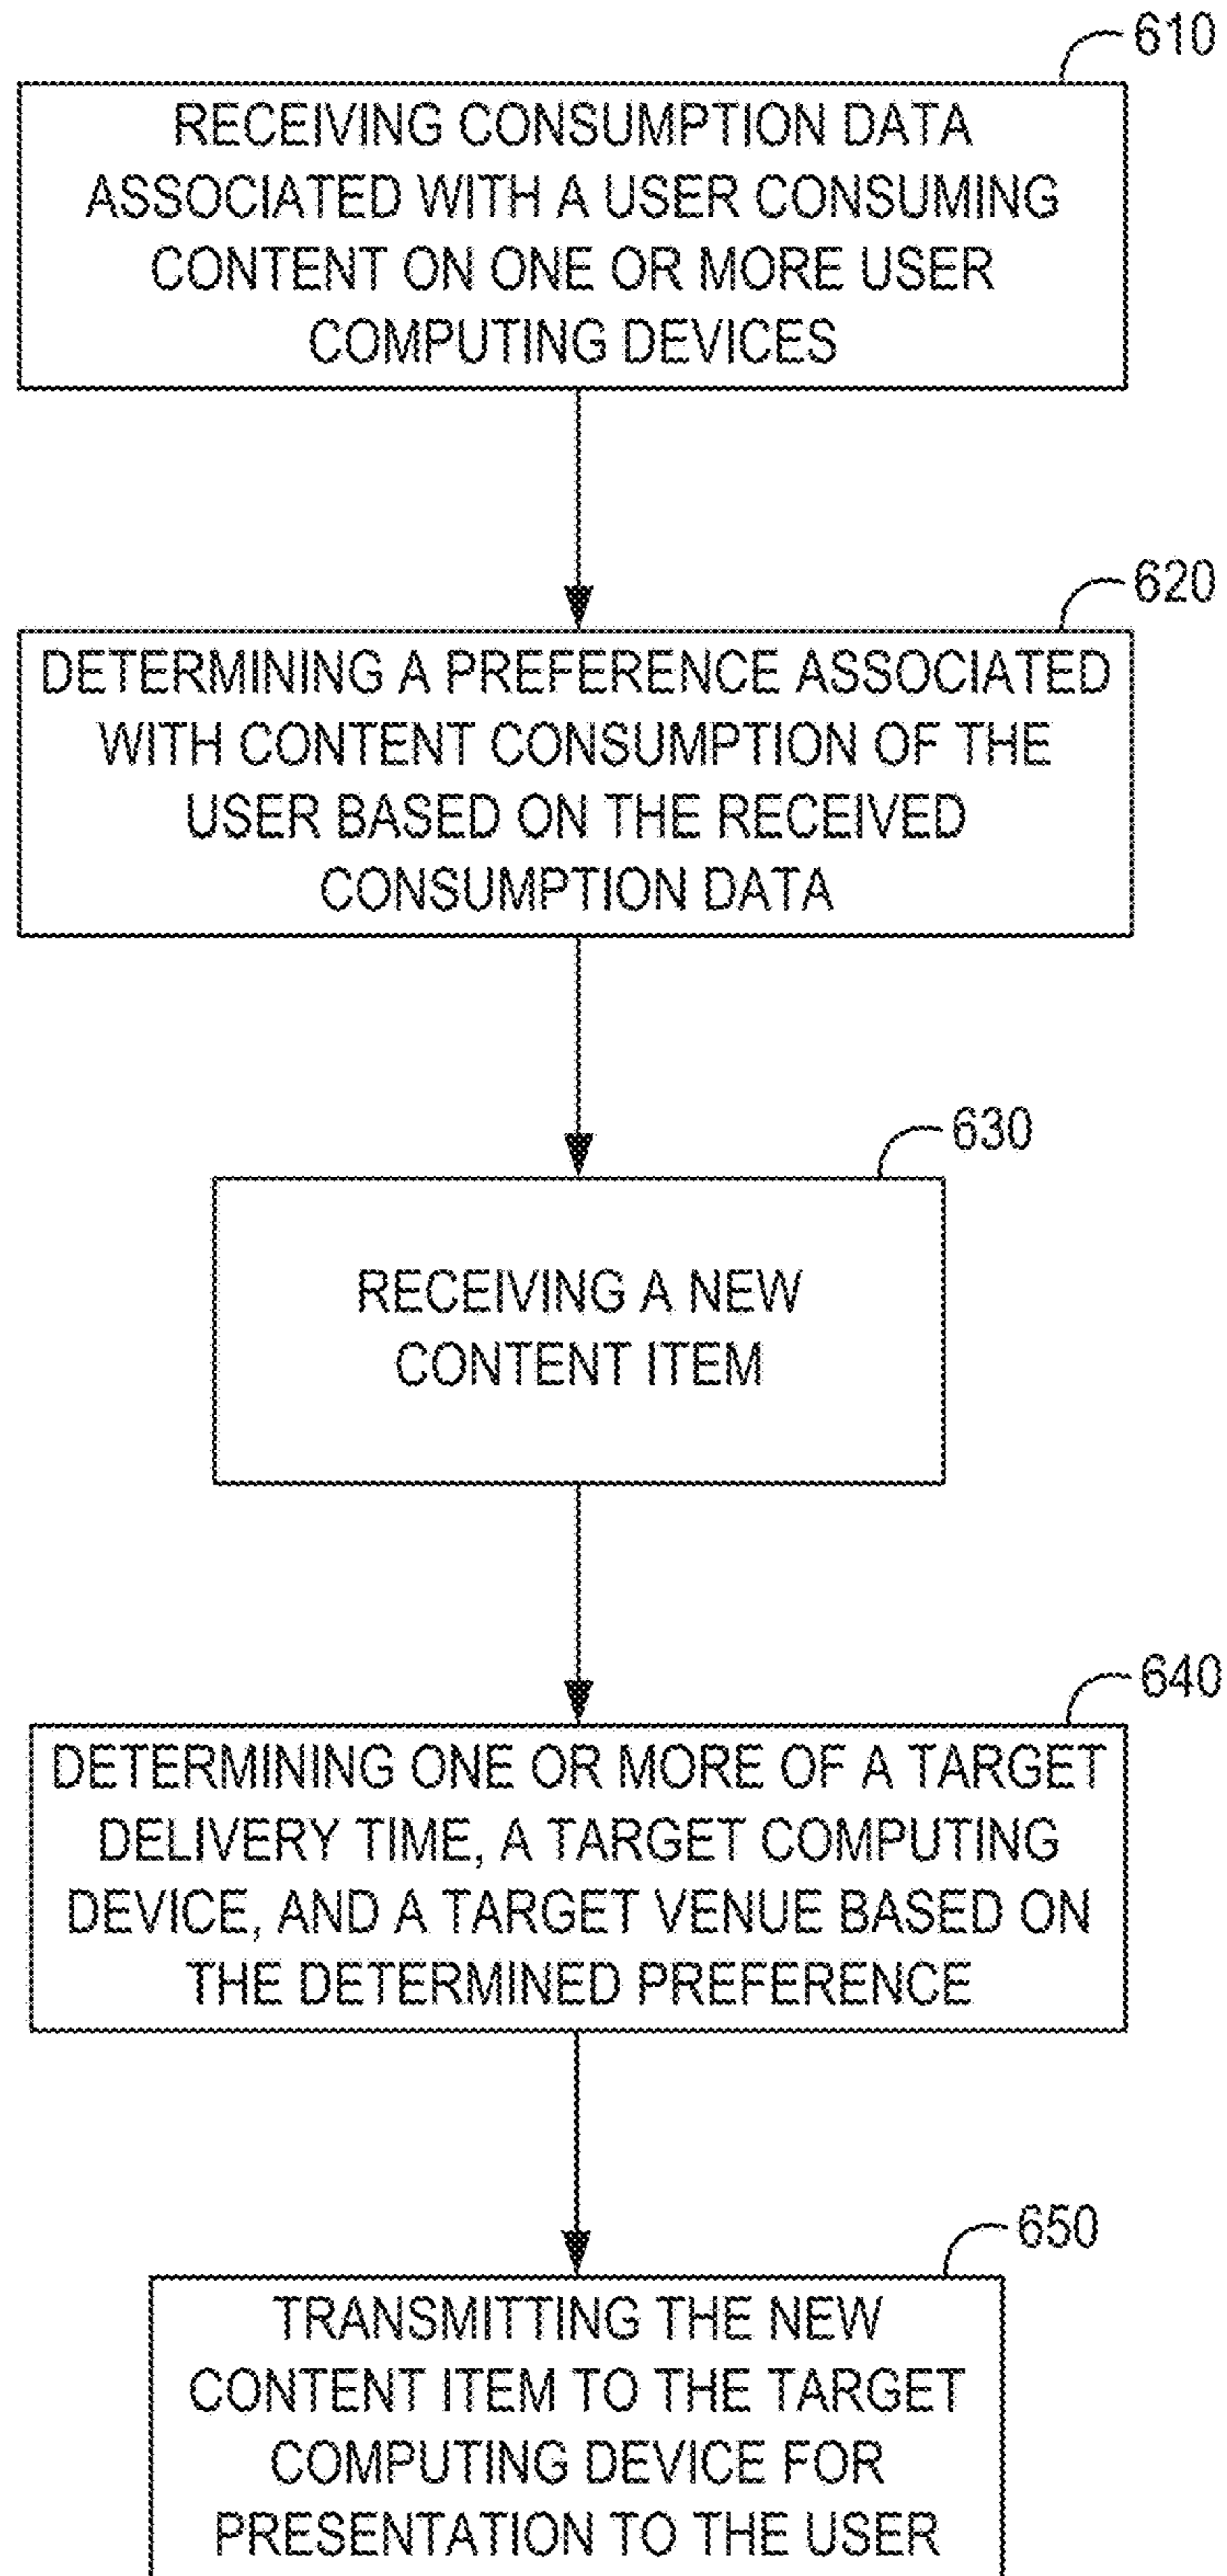 610
RECEIVING CONSUMPTION DATA
ASSOCIATED WITH A USER CONSUMING
CONTENT ON ONE OR MORE USER
COMPUTING DEVICES
620
DETERMINING A PREFERENCE ASSOCIATED
WITH CONTENT CONSUMPTION OF THE
USER BASED ON THE RECEIVED
CONSUMPTION DATA
630
RECEIVING A NEW
CONTENT ITEM
640
DETERMINING ONE OR MORE OF A TARGET
DELIVERY TIME, A TARGET COMPUTING
DEVICE, AND A TARGET VENUE BASED ON
THE DETERMINED PREFERENCE
650
TRANSMITTING THE NEW
CONTENT ITEM TO THE TARGET
COMPUTING DEVICE FOR
PRESENTATION TO THE USER